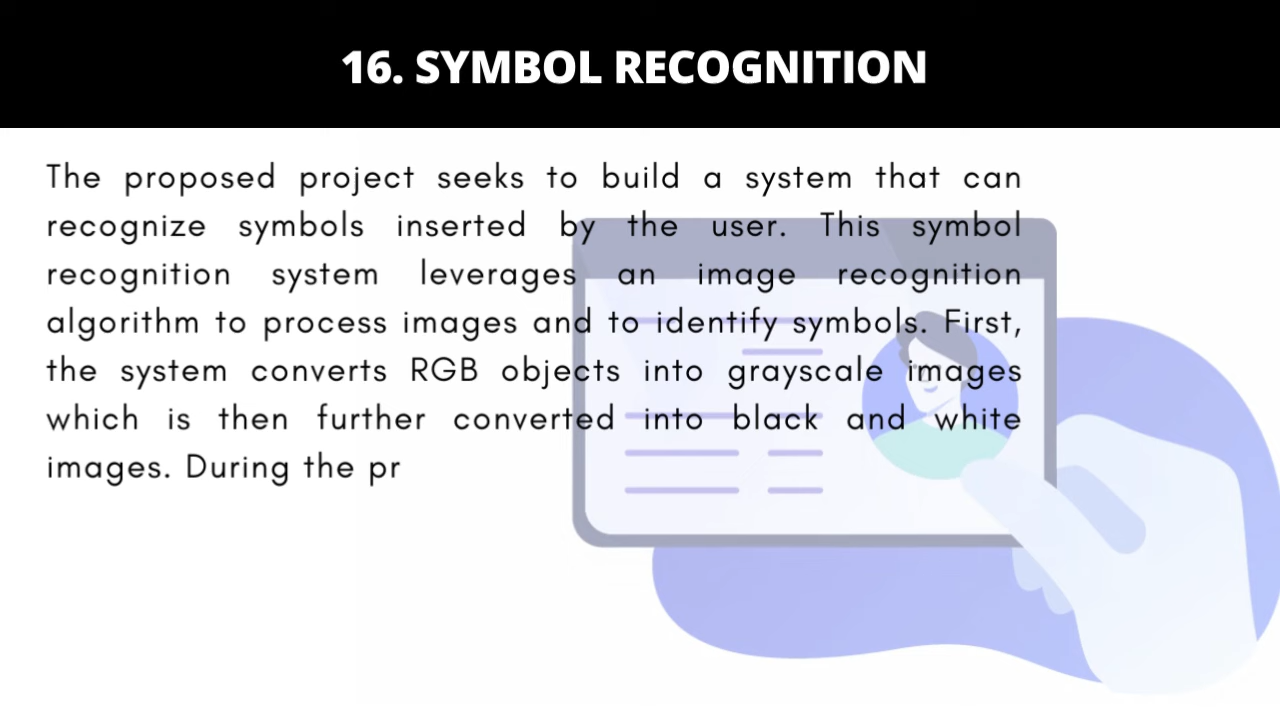 16. SYMBOL RECOGNITION
The proposed project seeks to build a system that can
recognize symbols inserted by the user. This symbol
recognition system leverages an image recognition
algorithm to process images and to identify symbols. First,
the system converts RGB objects into grayscale images
which is then further converted into black and white
images. During the pr